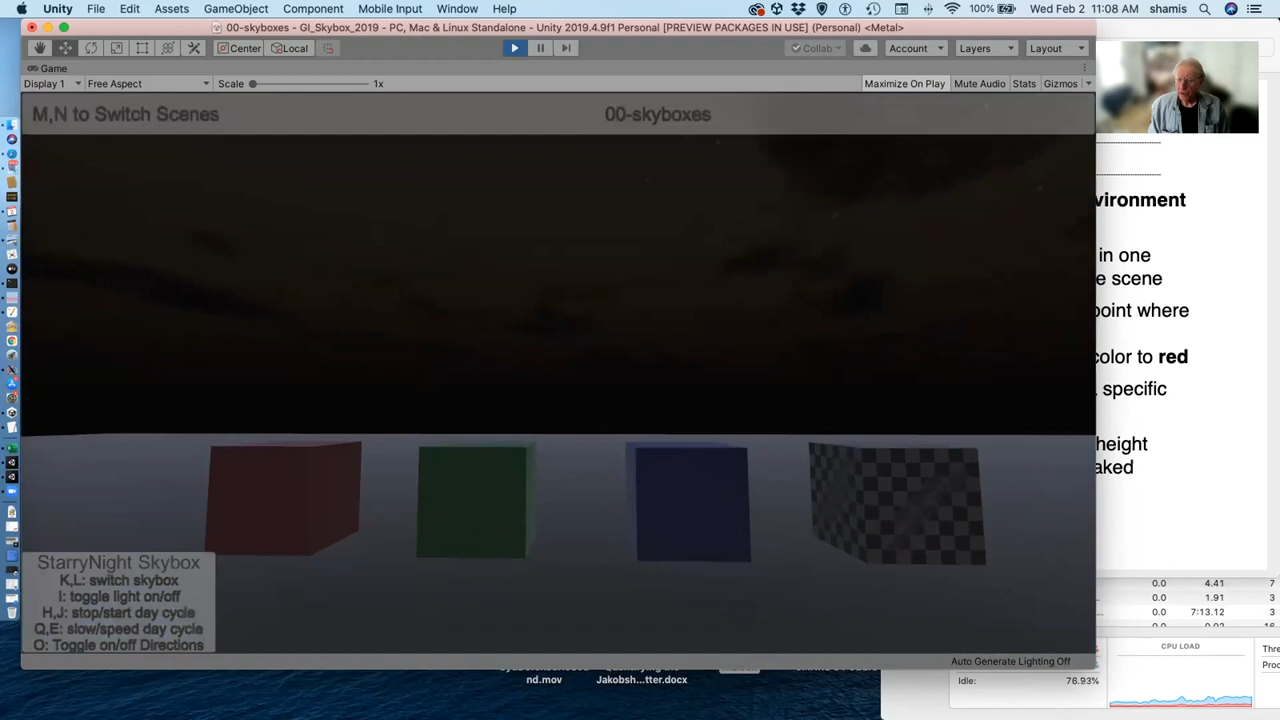 Unity File Edit Assets GameObject Component Mobile Input Window Help 100% Wed Feb 2 11:08 AM shamis
00-skyboxes - GI_Skybox_2019 - PC, Mac & Linux Standalone - Unity 2019.4.9f1 Personal [PREVIEW PACKAGES IN USE] (Personal) <Metal>
Center Local Collab Account Layers Layout
Game
Display 1 Free Aspect Scale 1x Maximize On Play Mute Audio Stats Gizmos
M,N to Switch Scenes 00-skyboxes
vironment
in one
e scene
point where
color to red
specific
height
aked
StarryNight Skybox
K,L: switch skybox
I: toggle light on/off
H,J: stop/start day cycle
Q,E: slow/speed day cycle
O: Toggle on/off Directions
0.0 4.41 7
0.0 1.91 2
0.0 7:13.12 3
CPU LOAD
Thre
Proc
Auto Generate Lighting Off
Idle: 76.93%
nd.mov
Jakobsh...tter.docx